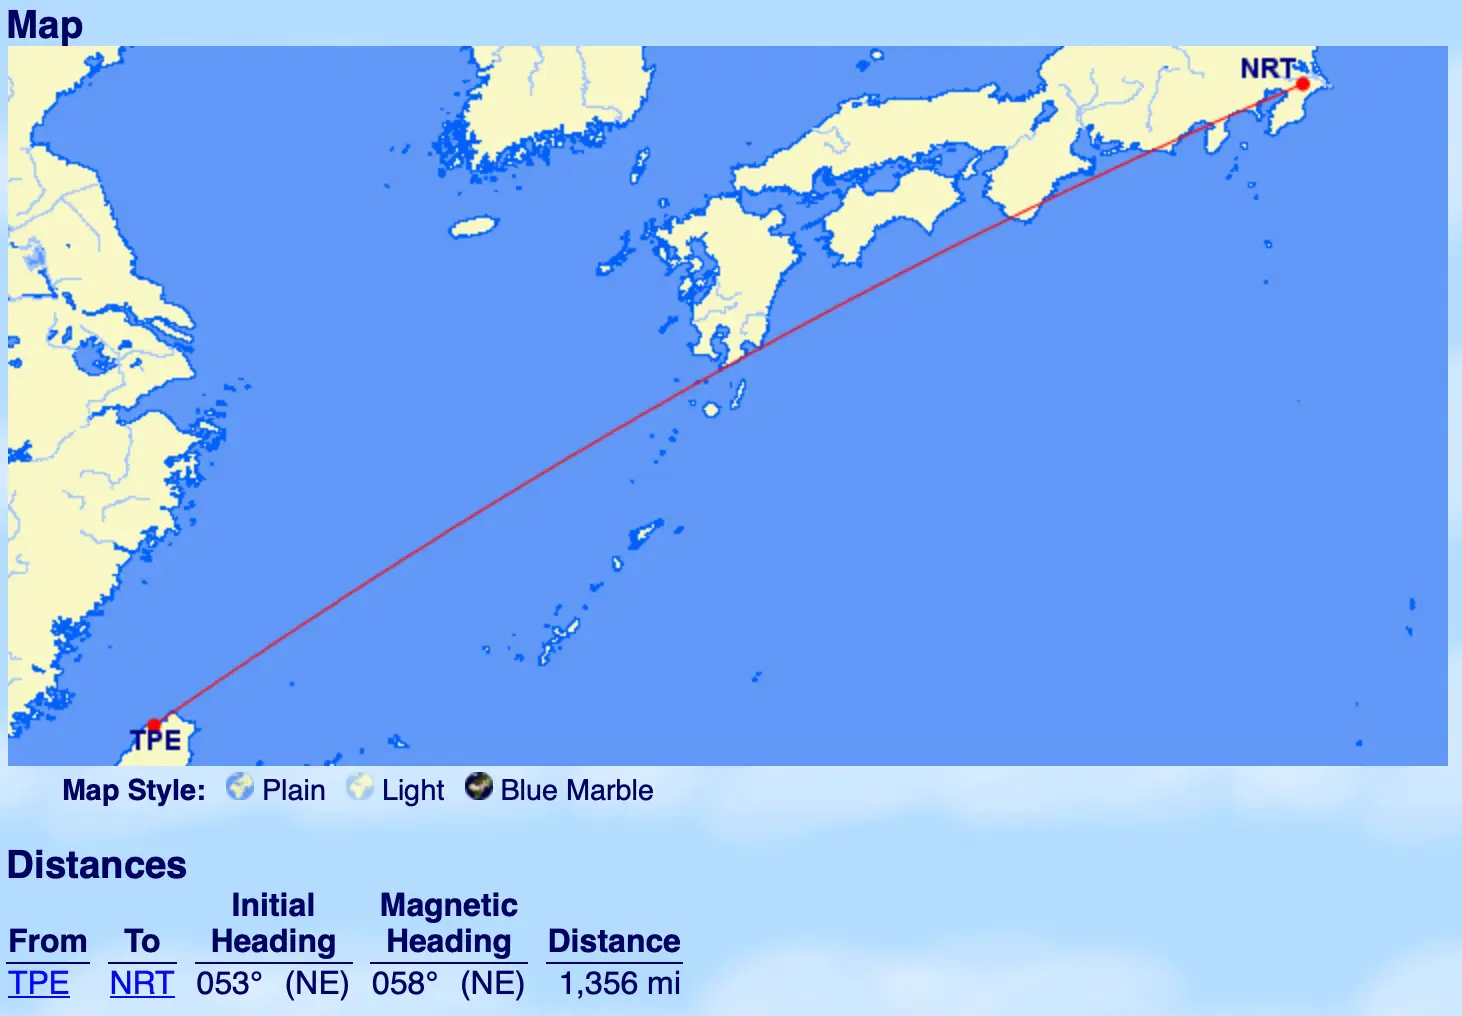 Map
NRT
TPE
Map Style: Plain Light Blue Marble
Distances
Initial Magnetic
From To Heading Heading Distance
TPE NRT 053° (NE) 058° (NE) 1,356 mi